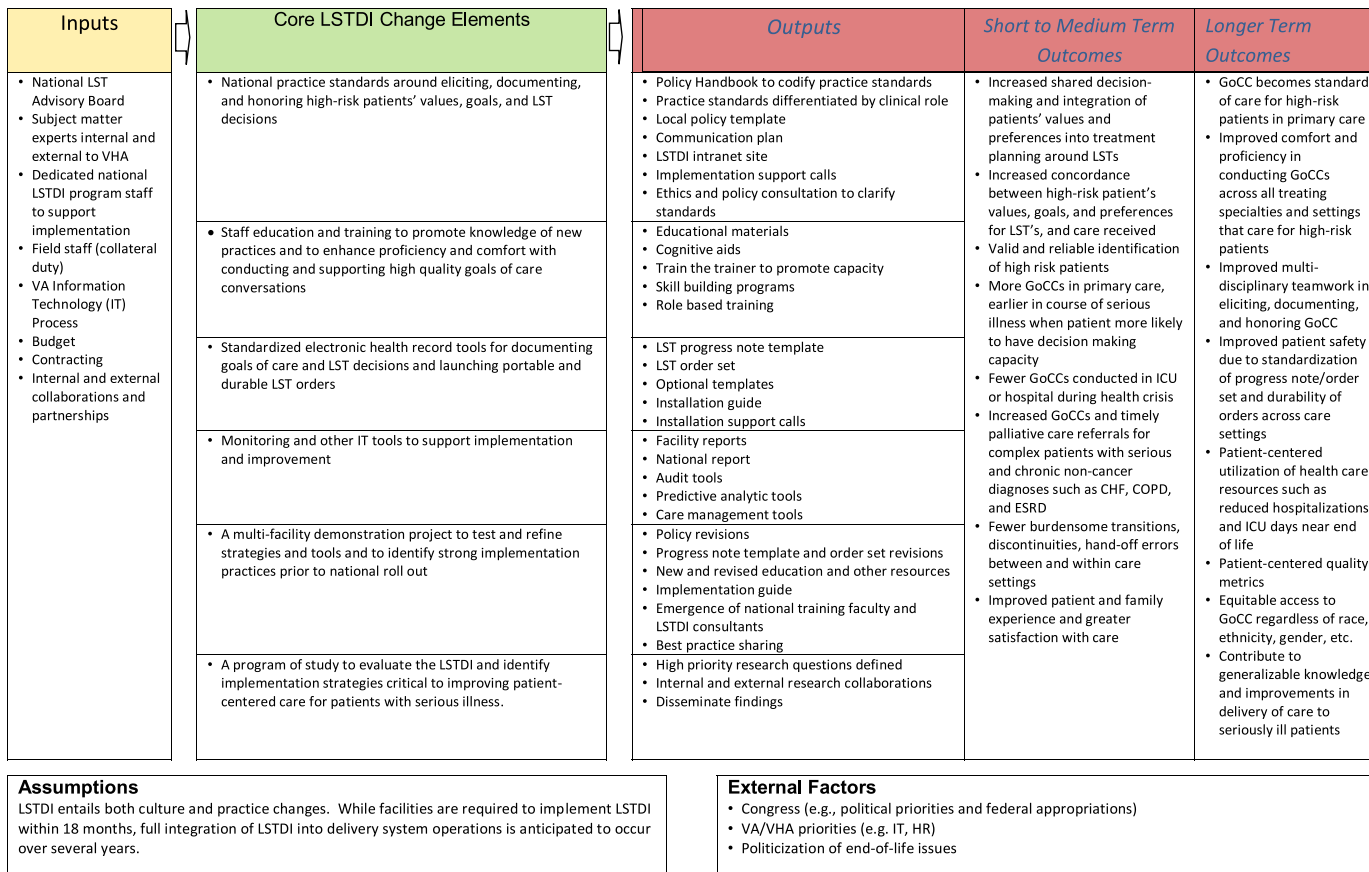 Inputs
• National LST
Advisory Board
• Subject matter
experts internal and
external to VHA
• Dedicated national
LSTDI program staff
to support
implementation
• Field staff (collateral
duty)
• VA Information
Technology (IT)
Process
• Budget
• Contracting
• Internal and external
collaborations and
partnerships
Core LSTDI Change Elements
• National practice standards around eliciting, documenting,
and honoring high-risk patients' values, goals, and LST
decisions
• Staff education and training to promote knowledge of new
practices and to enhance proficiency and comfort with
conducting and supporting high quality goals of care
conversations
• Standardized electronic health record tools for documenting
goals of care and LST decisions and launching portable and
durable LST orders
• Monitoring and other IT tools to support implementation
and improvement
• A multi-facility demonstration project to test and refine
strategies and tools and to identify strong implementation
practices prior to national roll out
• A program of study to evaluate the LSTDI and identify
implementation strategies critical to improving patient-
centered care for patients with serious illness.
Outputs
• Policy Handbook to codify practice standards
• Practice standards differentiated by clinical role
• Local policy template
• Communication plan
• LSTDI intranet site
• Implementation support calls
• Ethics and policy consultation to clarify
standards
• Educational materials
• Cognitive aids
• Train the trainer to promote capacity
• Skill building programs
• Role based training
• LST progress note template
• LST order set
• Optional templates
• Installation guide
• Installation support calls
• Facility reports
• National report
• Audit tools
• Predictive analytic tools
• Care management tools
• Policy revisions
• Progress note template and order set revisions
• New and revised education and other resources
• Implementation guide
• Emergence of national training faculty and
LSTDI consultants
• Best practice sharing
• High priority research questions defined
• Internal and external research collaborations
• Disseminate findings
Short to Medium Term
Outcomes
• Increased shared decision-
making and integration of
patients' values and
preferences into treatment
planning around LSTs
• Increased concordance
between high-risk patient's
values, goals, and preferences
for LST's, and care received
• Valid and reliable identification
of high risk patients
• More GoCCs in primary care,
earlier in course of serious
illness when patient more likely
to have decision making
capacity
• Fewer GoCCs conducted in ICU
or hospital during health crisis
• Increased GoCCs and timely
palliative care referrals for
complex patients with serious
and chronic non-cancer
diagnoses such as CHF, COPD,
and ESRD
• Fewer burdensome transitions,
discontinuities, hand-off errors
between and within care
settings
• Improved patient and family
experience and greater
satisfaction with care
Longer Term
Outcomes
• GoCC becomes standard
of care for high-risk
patients in primary care
• Improved comfort and
proficiency in
conducting GoCCs
across all treating
specialties and settings
that care for high-risk
patients
• Improved multi-
disciplinary teamwork in
eliciting, documenting,
and honoring GoCC
• Improved patient safety
due to standardization
of progress note/order
set and durability of
orders across care
settings
• Patient-centered
utilization of health care
resources such as
reduced hospitalizations
and ICU days near end
of life
• Patient-centered quality
metrics
• Equitable access to
GoCC regardless of race,
ethnicity, gender, etc.
• Contribute to
generalizable knowledge
and improvements in
delivery of care to
seriously ill patients
Assumptions
LSTDI entails both culture and practice changes. While facilities are required to implement LSTDI
within 18 months, full integration of LSTDI into delivery system operations is anticipated to occur
over several years.
External Factors
• Congress (e.g., political priorities and federal appropriations)
• VA/VHA priorities (e.g. IT, HR)
• Politicization of end-of-life issues